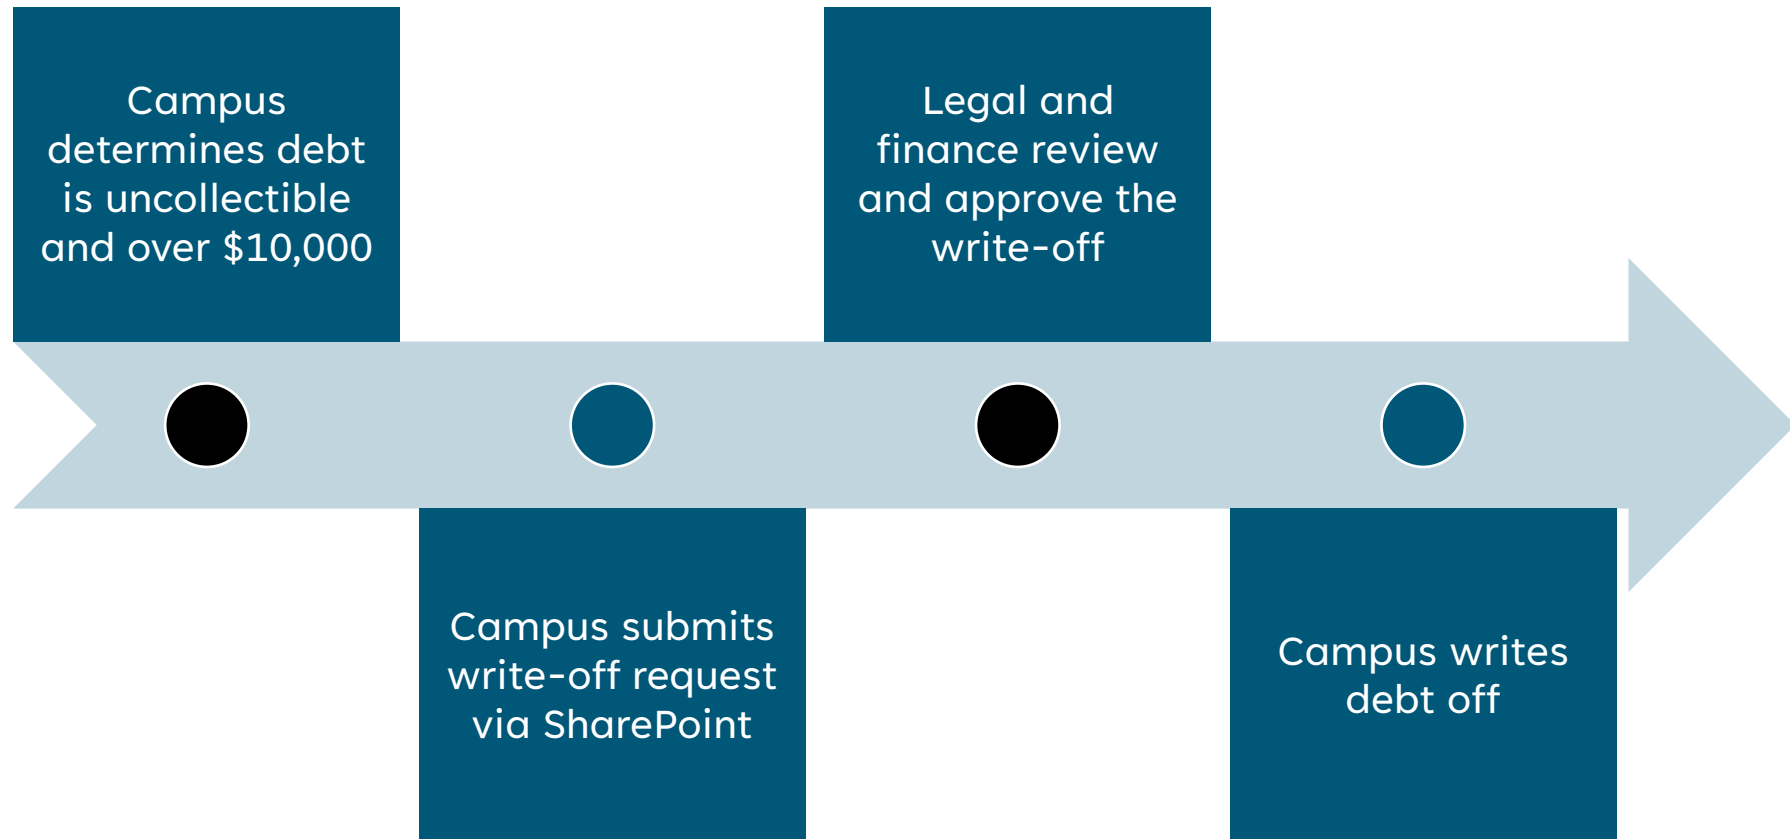 Campus
determines debt
is uncollectible
and over $10,000
Campus submits
write-off request
via SharePoint
Legal and
finance review
and approve the
write-off
Campus writes
debt off